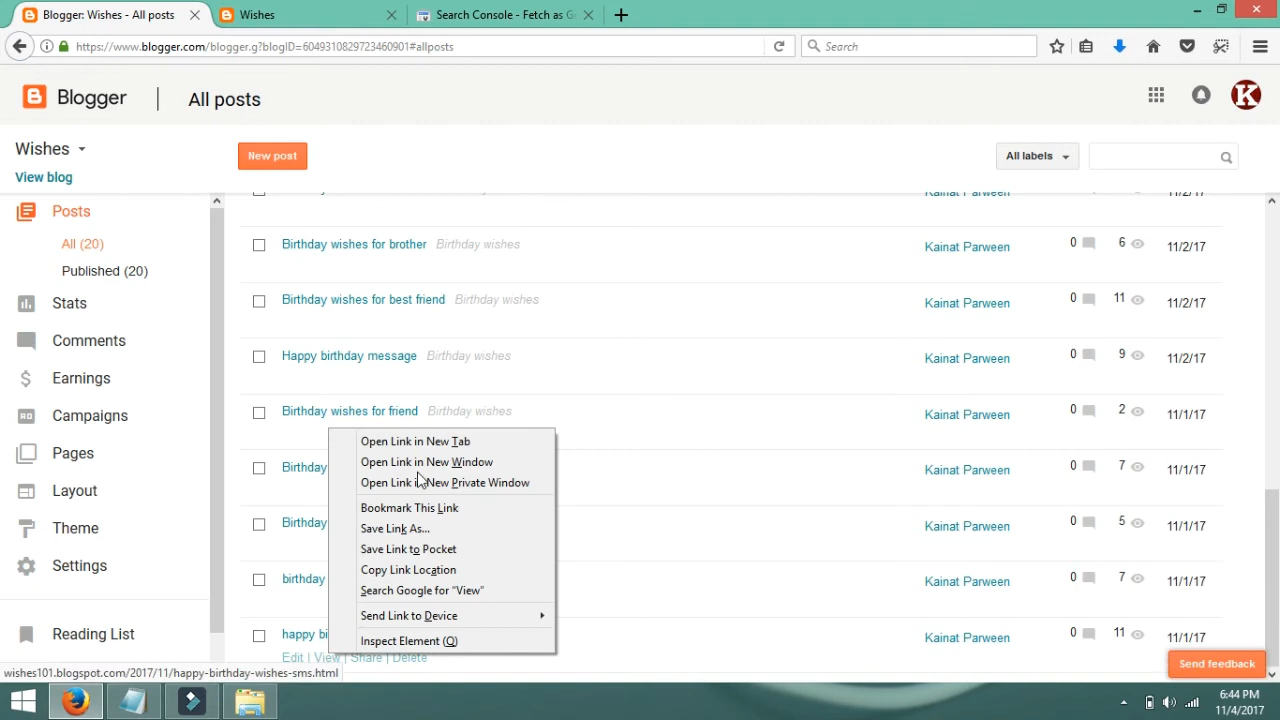 Blogger: Wishes - All posts
Wishes
Search Console - Fetch as G
https://www.blogger.com/blogger.g?blogID=6049310829723460901#allposts
Search
Blogger
All posts
K
Wishes
New post
All labels
View blog
Posts
All (20)
Published (20)
Stats
Comments
Earnings
Campaigns
Pages
Layout
Theme
Settings
Reading List
Kainat Parween 11/2/17
Birthday wishes for brother Birthday wishes Kainat Parween 0 6 11/2/17
Birthday wishes for best friend Birthday wishes Kainat Parween 0 11 11/2/17
Happy birthday message Birthday wishes Kainat Parween 0 9 11/2/17
Birthday wishes for friend Birthday wishes Kainat Parween 0 2 11/1/17
Birthday Kainat Parween 0 7 11/1/17
Birthday Kainat Parween 0 5 11/1/17
birthday Kainat Parween 0 7 11/1/17
happy bi Kainat Parween 0 11 11/1/17
Edit | View | Share | Delete
Open Link in New Tab
Open Link in New Window
Open Link in New Private Window
Bookmark This Link
Save Link As...
Save Link to Pocket
Copy Link Location
Search Google for "View"
Send Link to Device
Inspect Element (Q)
Send feedback
wishes101.blogspot.com/2017/11/happy-birthday-wishes-sms.html
6:44 PM
11/4/2017